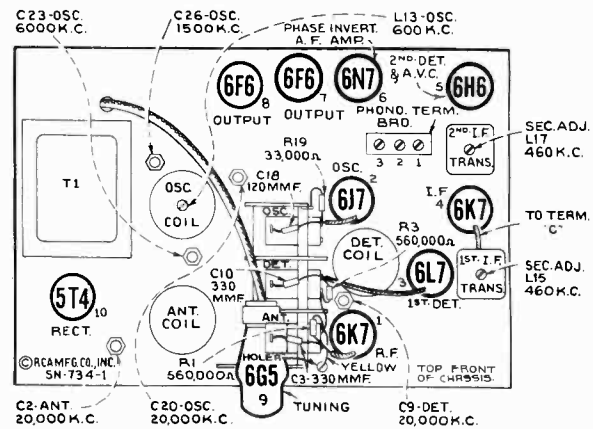 C23-OSC.
6000 K.C.
C26-OSC.
1500 K.C.
L13-OSC.
600 K.C.
PHASE INVERT.
A.F. AMP.
2ND DET.
& A.V.C.
6F6
8
OUTPUT
6F6
7
OUTPUT
6N7
6
5
6H6
PHONO. TERM.
BRD.
3 2 1
2ND I.F.
TRANS.
SEC. ADJ.
L17
460 K.C.
R19
33,000Ω
C18
120 MMF.
OSC.
2
6J7
T1
OSC
COIL
OSC.
I.F.
4
6K7
TO TERM.
"C"
R3
560,000Ω
DET.
COIL
DET.
C10
330
MMF.
3
6L7
1ST. DET.
1ST. I.F.
TRANS.
SEC. ADJ.
L15
460 K.C.
5T4
10
RECT.
ANT.
COIL
ANT.
1
6K7
R.F.
YELLOW
HOLE
R1
560,000Ω
C3-330 MMF.
6G5
9
TUNING
TOP FRONT
OF CHASSIS.
© RCA MFG. CO., INC.
SN-734-1
C2-ANT.
20,000 K.C.
C20-OSC.
20,000 K.C.
C9-DET.
20,000 K.C.